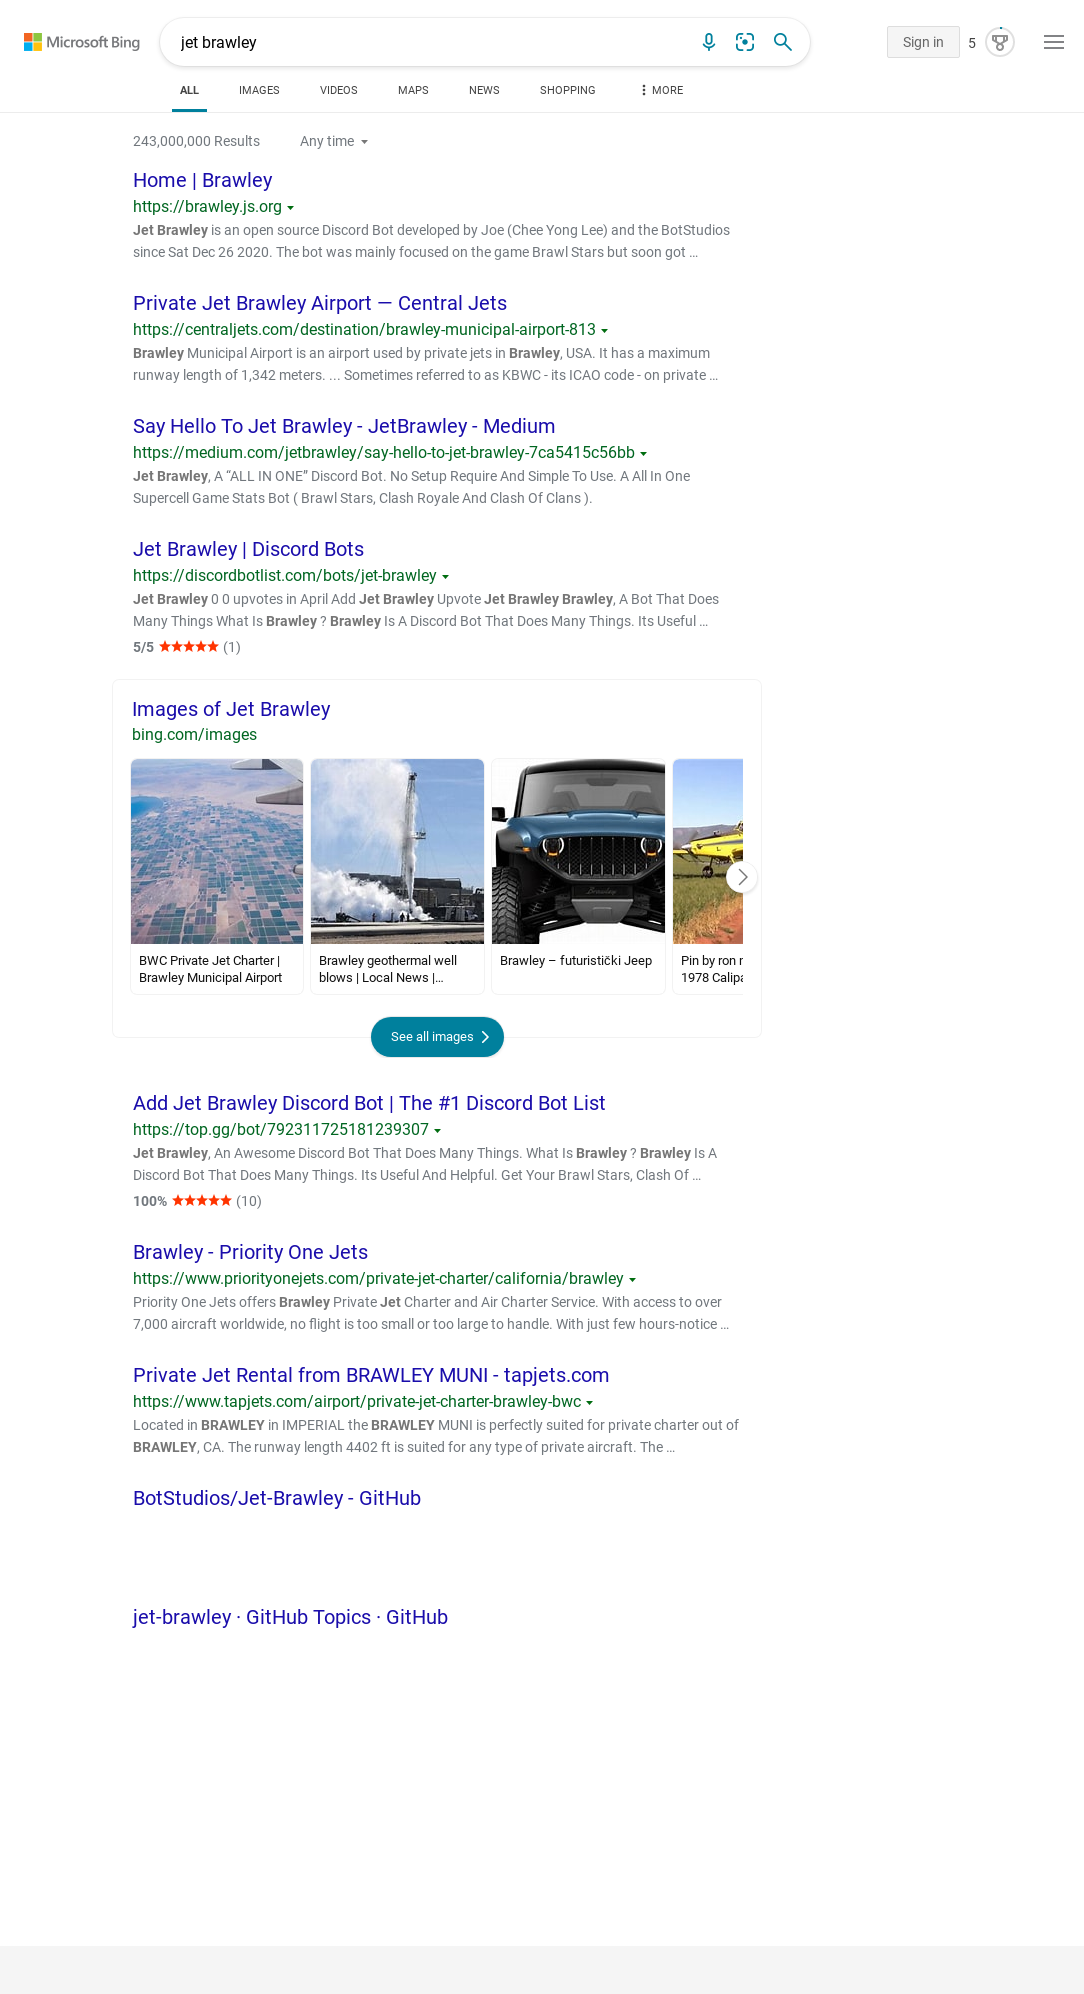 Microsoft Bing
jet brawley
Sign in
5
ALL
IMAGES
VIDEOS
MAPS
NEWS
SHOPPING
MORE
243,000,000 Results
Any time
Home | Brawley
https://brawley.js.org
Jet Brawley is an open source Discord Bot developed by Joe (Chee Yong Lee) and the BotStudios
since Sat Dec 26 2020. The bot was mainly focused on the game Brawl Stars but soon got …
Private Jet Brawley Airport — Central Jets
https://centraljets.com/destination/brawley-municipal-airport-813
Brawley Municipal Airport is an airport used by private jets in Brawley, USA. It has a maximum
runway length of 1,342 meters. ... Sometimes referred to as KBWC - its ICAO code - on private …
Say Hello To Jet Brawley - JetBrawley - Medium
https://medium.com/jetbrawley/say-hello-to-jet-brawley-7ca5415c56bb
Jet Brawley, A “ALL IN ONE” Discord Bot. No Setup Require And Simple To Use. A All In One
Supercell Game Stats Bot ( Brawl Stars, Clash Royale And Clash Of Clans ).
Jet Brawley | Discord Bots
https://discordbotlist.com/bots/jet-brawley
Jet Brawley 0 0 upvotes in April Add Jet Brawley Upvote Jet Brawley Brawley, A Bot That Does
Many Things What Is Brawley ? Brawley Is A Discord Bot That Does Many Things. Its Useful …
5/5 (1)
Images of Jet Brawley
bing.com/images
Brawley
BWC Private Jet Charter |
Brawley Municipal Airport
Brawley geothermal well
blows | Local News |…
Brawley – futuristički Jeep
Pin by ron
1978 Calipa
See all images
Add Jet Brawley Discord Bot | The #1 Discord Bot List
https://top.gg/bot/792311725181239307
Jet Brawley, An Awesome Discord Bot That Does Many Things. What Is Brawley ? Brawley Is A
Discord Bot That Does Many Things. Its Useful And Helpful. Get Your Brawl Stars, Clash Of …
100% (10)
Brawley - Priority One Jets
https://www.priorityonejets.com/private-jet-charter/california/brawley
Priority One Jets offers Brawley Private Jet Charter and Air Charter Service. With access to over
7,000 aircraft worldwide, no flight is too small or too large to handle. With just few hours-notice …
Private Jet Rental from BRAWLEY MUNI - tapjets.com
https://www.tapjets.com/airport/private-jet-charter-brawley-bwc
Located in BRAWLEY in IMPERIAL the BRAWLEY MUNI is perfectly suited for private charter out of
BRAWLEY, CA. The runway length 4402 ft is suited for any type of private aircraft. The …
BotStudios/Jet-Brawley - GitHub
jet-brawley · GitHub Topics · GitHub